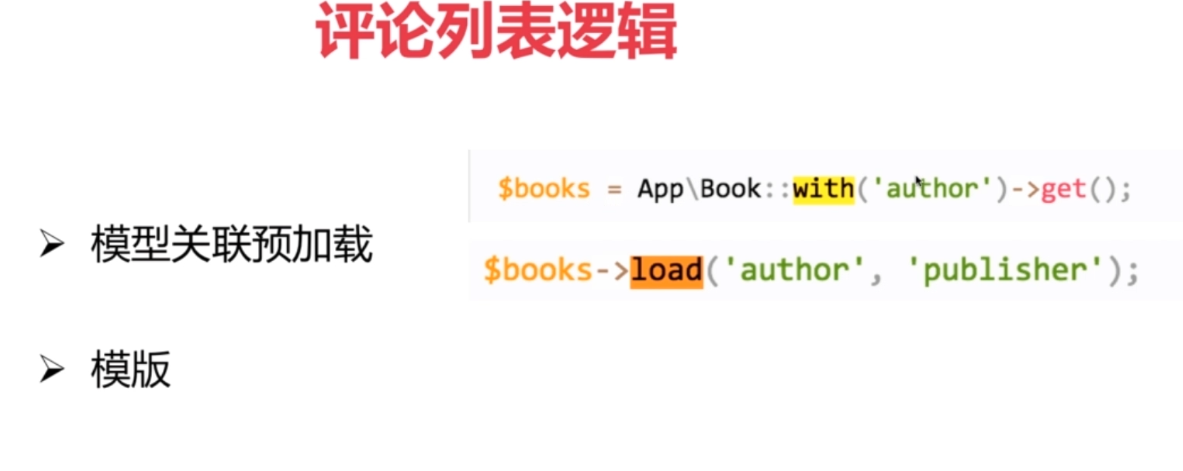 评论列表逻辑
$books = App\Book::with('author')->get();
➢ 模型关联预加载
$books->load('author', 'publisher');
➢ 模版